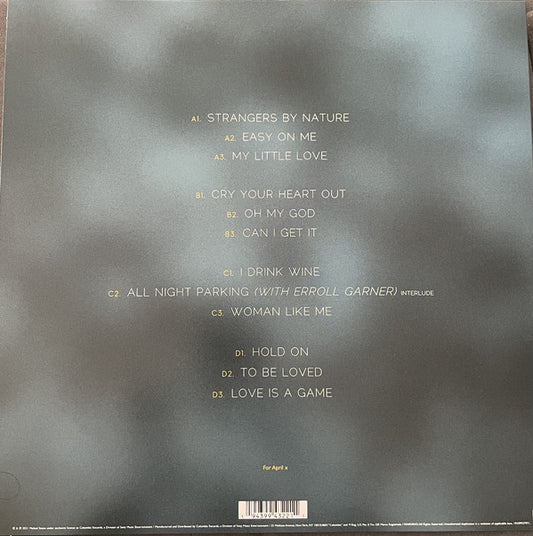 A1. STRANGERS BY NATURE
A2. EASY ON ME
A3. MY LITTLE LOVE
B1. CRY YOUR HEART OUT
B2. OH MY GOD
B3. CAN I GET IT
C1. I DRINK WINE
C2. ALL NIGHT PARKING (WITH ERROLL GARNER) INTERLUDE
C3. WOMAN LIKE ME
D1. HOLD ON
D2. TO BE LOVED
D3. LOVE IS A GAME
For April x